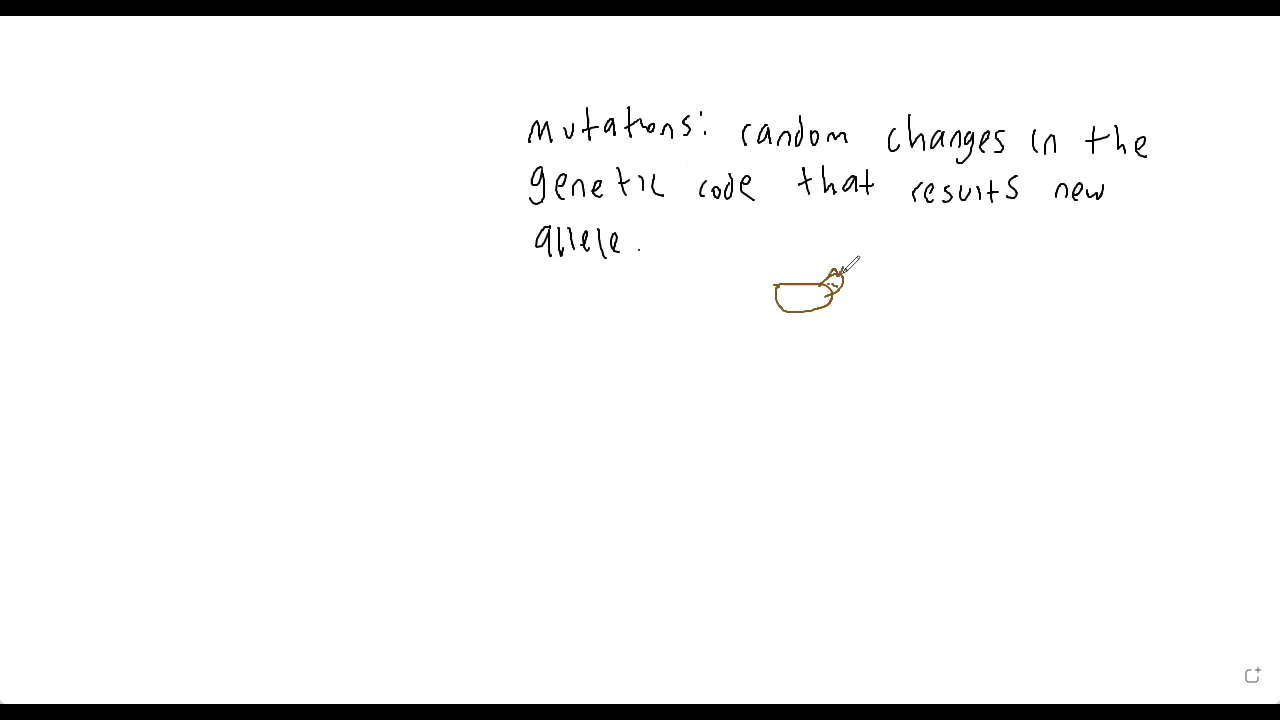 mutations: random changes in the
genetic code that results new
allele.